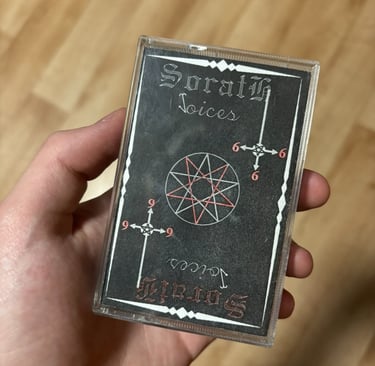 Sorath
Voices
6 6
6
9
9 9
Voices
Sorath